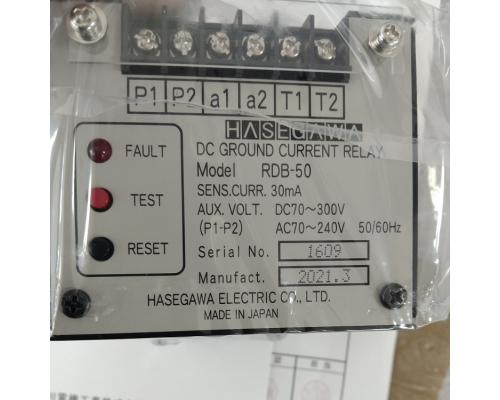 P1 P2 a1 a2 T1 T2
HASEGAWA
DC GROUND CURRENT RELAY
Model RDB-50
SENS.CURR. 30mA
AUX. VOLT. DC70~300V
(P1-P2) AC70~240V 50/60Hz
Serial No. 1609
Manufact. 2021.3
HASEGAWA ELECTRIC CO., LTD.
MADE IN JAPAN
FAULT
TEST
RESET